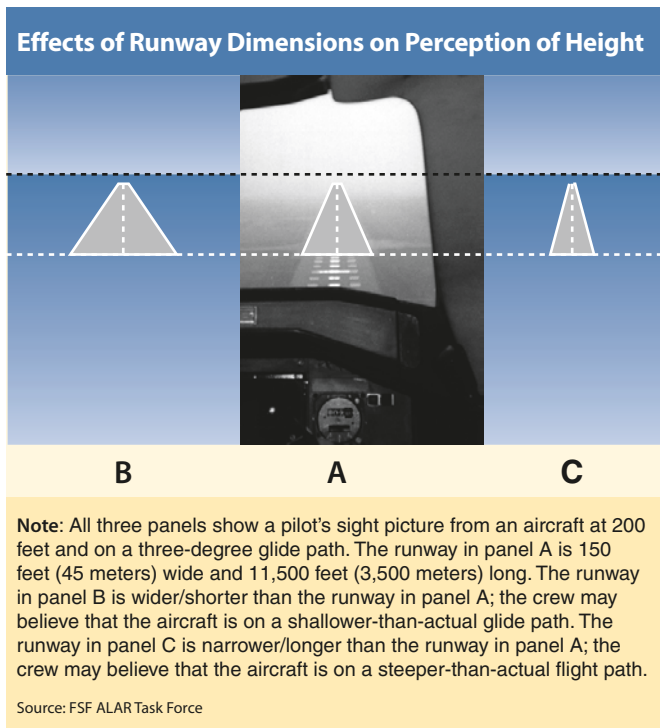 Effects of Runway Dimensions on Perception of Height
B
A
C
Note: All three panels show a pilot’s sight picture from an aircraft at 200
feet and on a three-degree glide path. The runway in panel A is 150
feet (45 meters) wide and 11,500 feet (3,500 meters) long. The runway
in panel B is wider/shorter than the runway in panel A; the crew may
believe that the aircraft is on a shallower-than-actual glide path. The
runway in panel C is narrower/longer than the runway in panel A; the
crew may believe that the aircraft is on a steeper-than-actual flight path.
Source: FSF ALAR Task Force